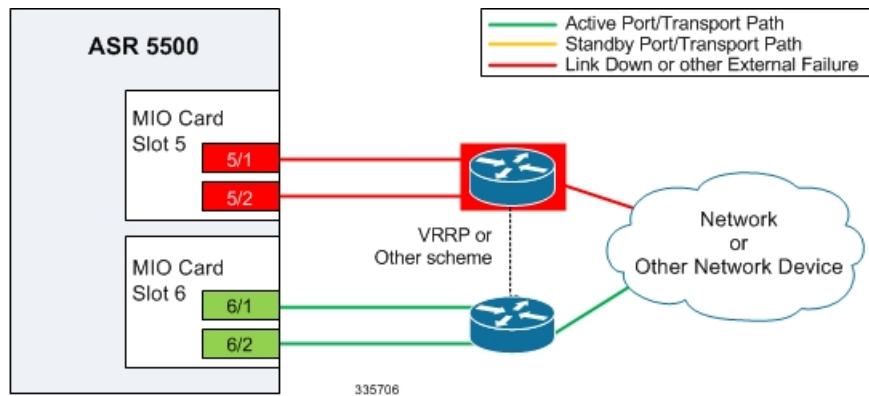 ASR 5500
Active Port/Transport Path
Standby Port/Transport Path
Link Down or other External Failure
MIO Card
Slot 5
5/1
5/2
VRRP or
Other scheme
Network
or
Other Network Device
MIO Card
Slot 6
6/1
6/2
335706